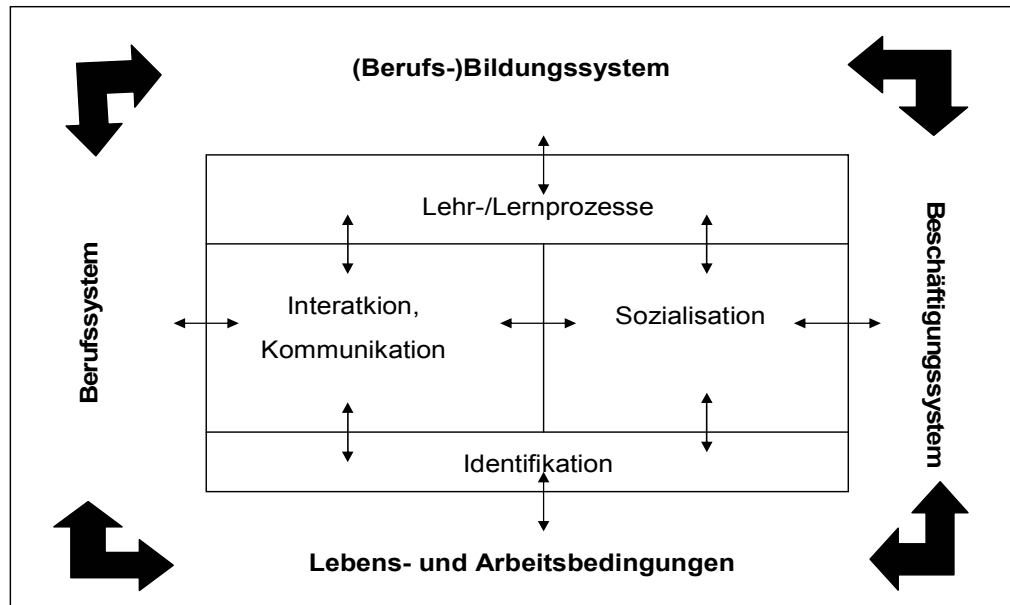 (Berufs-)Bildungssystem
Lehr-/Lernprozesse
Berufssystem
Interatkion,
Kommunikation
Sozialisation
Beschäftigungssystem
Identifikation
Lebens- und Arbeitsbedingungen